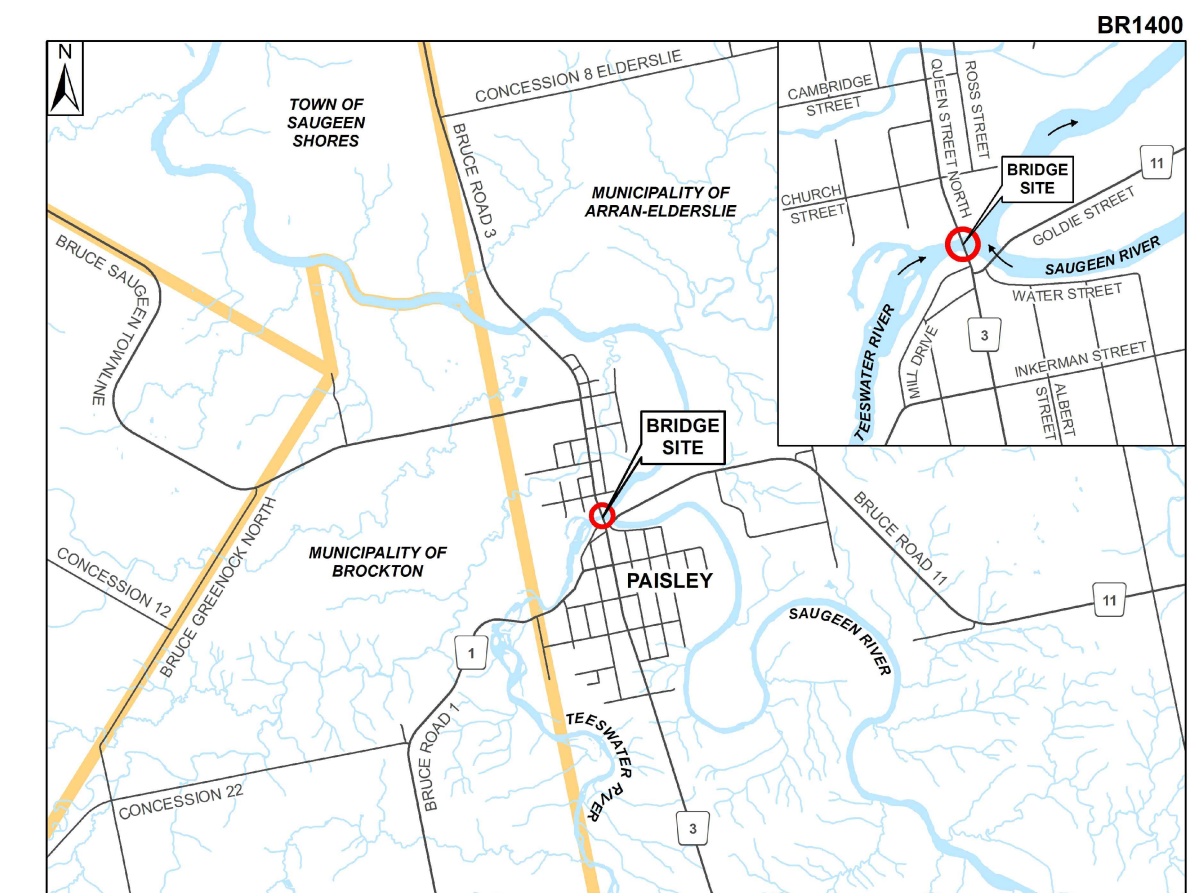 BR1400
N
CONCESSION 8 ELDERSLIE
TOWN OF
SAUGEEN
SHORES
BRUCE ROAD 3
MUNICIPALITY OF
ARRAN-ELDERSLIE
BRUCE SAUGEEN TOWNLINE
BRIDGE
SITE
MUNICIPALITY OF
BROCKTON
CONCESSION 12
BRUCE GREENOCK NORTH
PAISLEY
BRUCE ROAD 11
11
SAUGEEN RIVER
1
BRUCE ROAD 1
TEESWATER RIVER
CONCESSION 22
3
CAMBRIDGE
STREET
QUEEN STREET NORTH
ROSS STREET
BRIDGE
SITE
11
CHURCH
STREET
GOLDIE STREET
SAUGEEN RIVER
WATER STREET
TEESWATER RIVER
MILL DRIVE
3
INKERMAN STREET
ALBERT
STREET